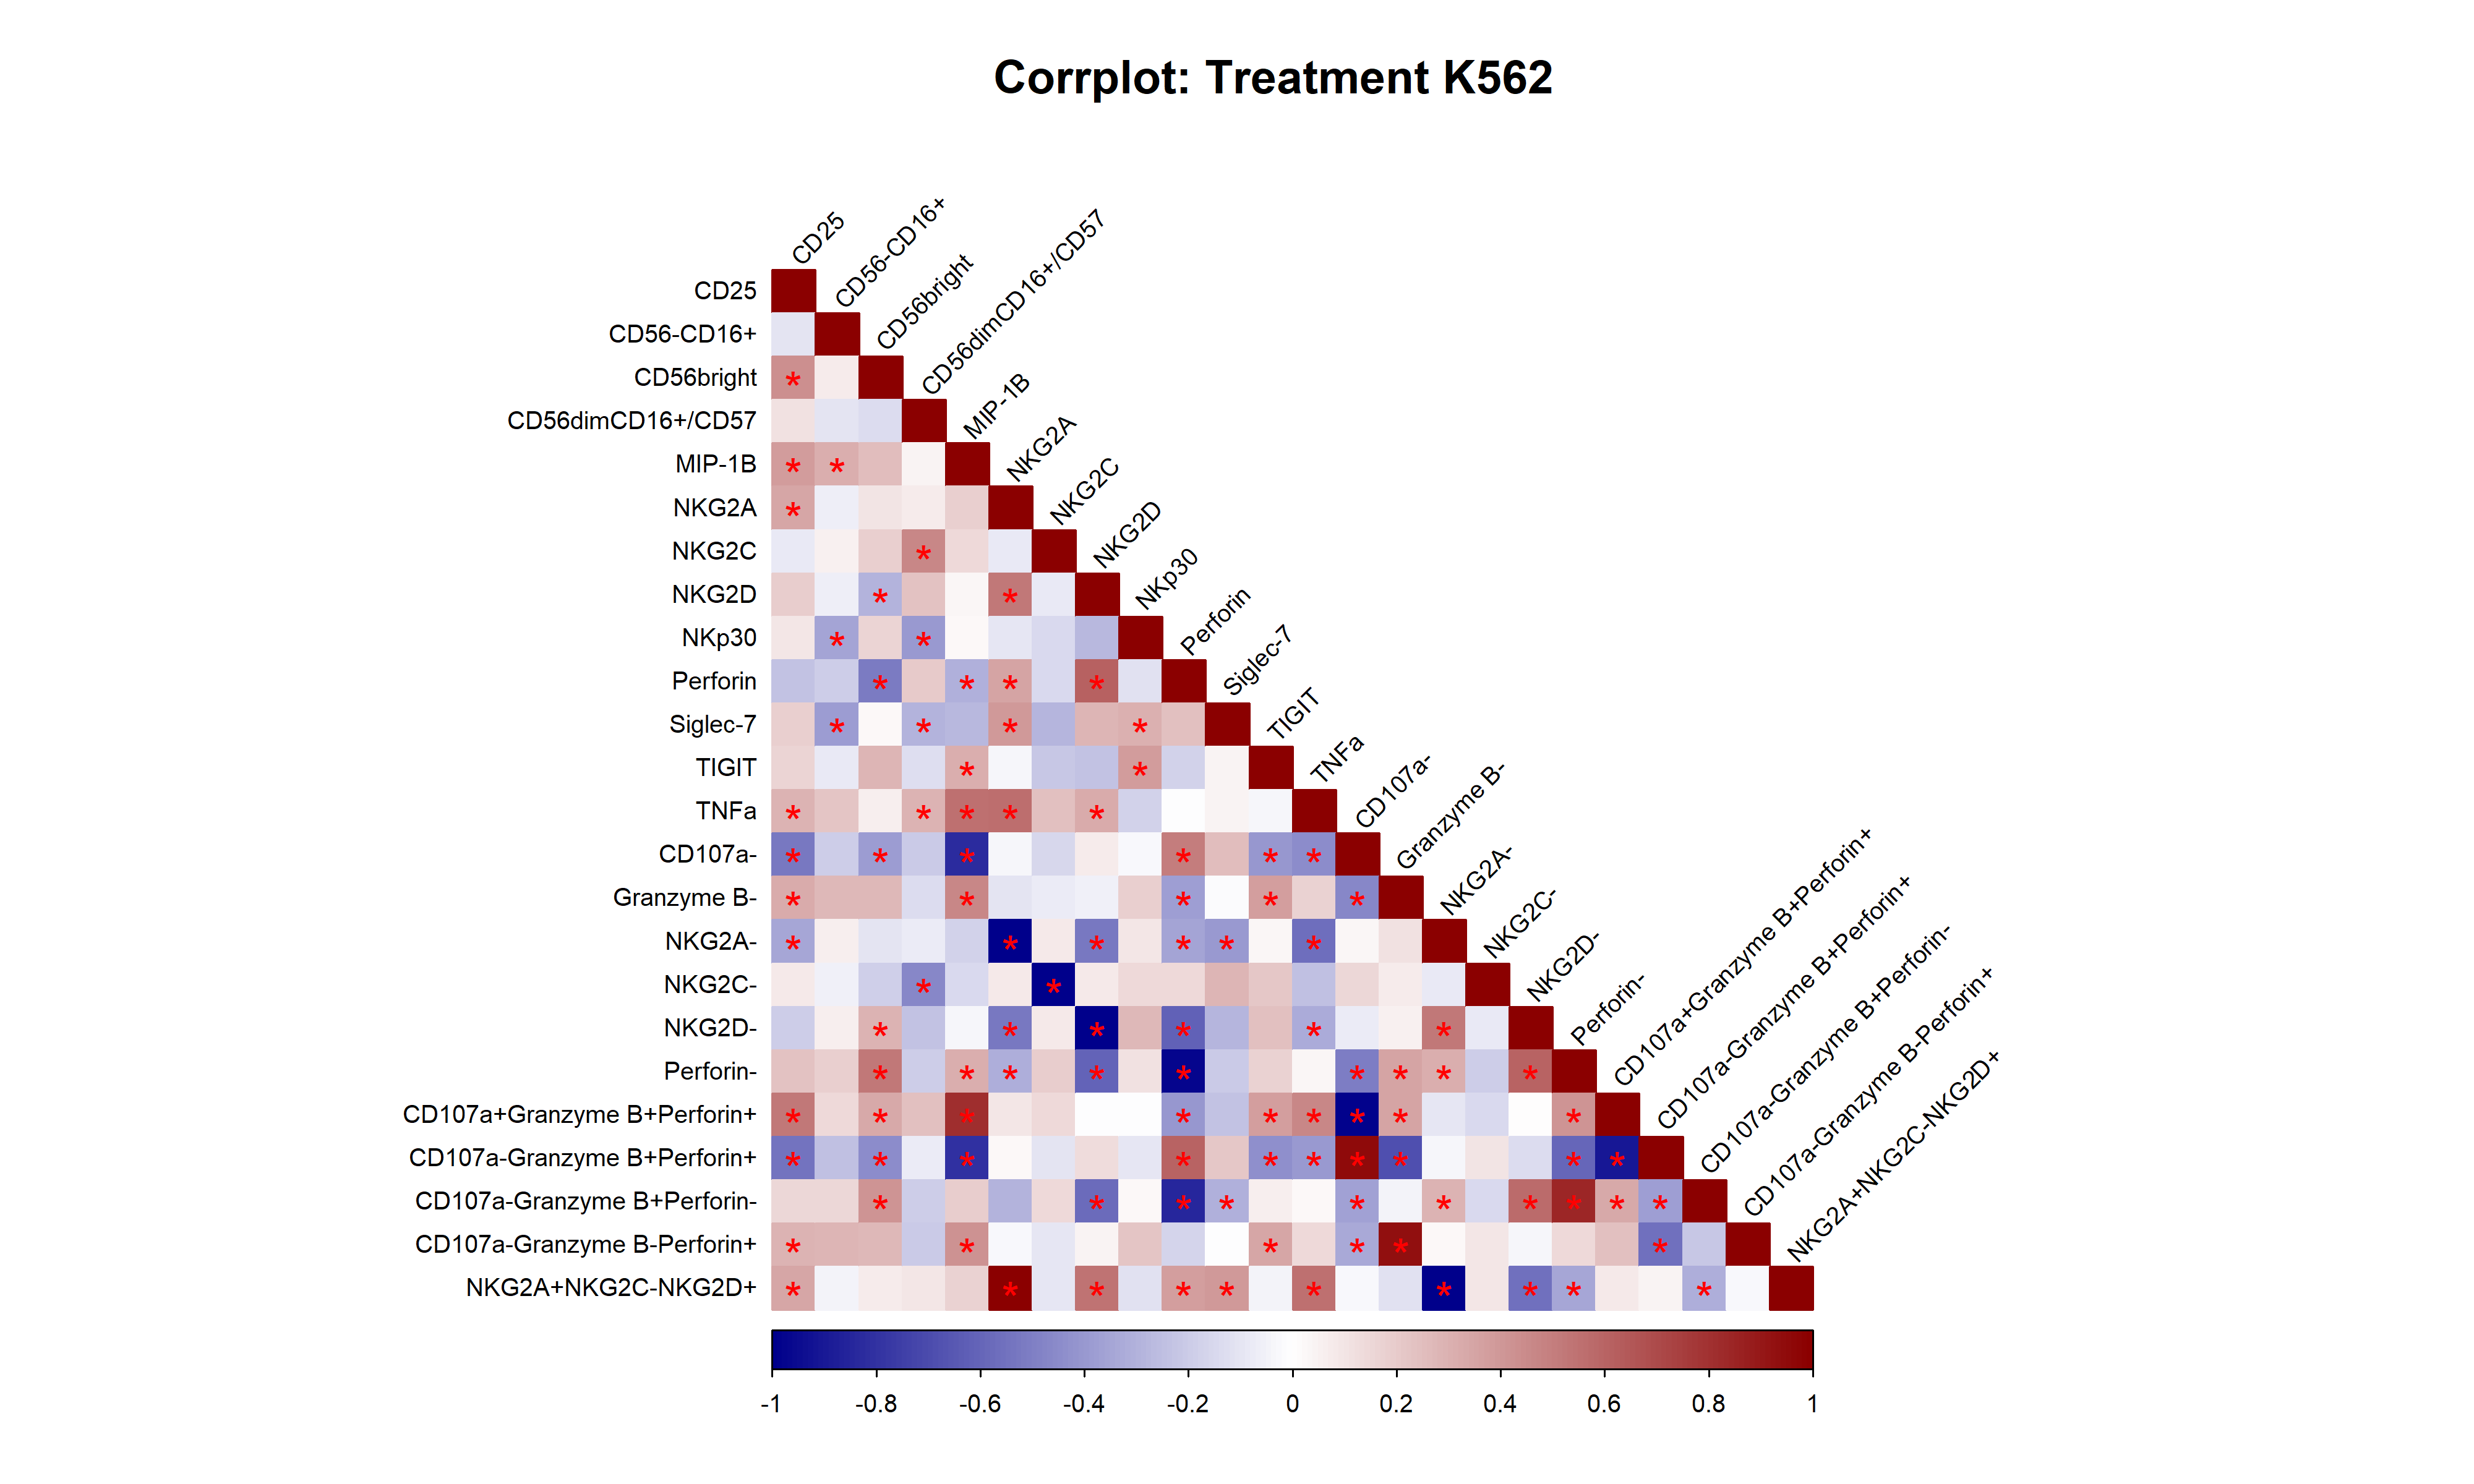 Corrplot: Treatment K562
CD25
CD56-CD16+
CD56bright
CD56dimCD16+/CD57
MIP-1B
NKG2A
NKG2C
NKG2D
NKp30
Perforin
Siglec-7
TIGIT
TNFa
CD107a-
Granzyme B-
NKG2A-
NKG2C-
NKG2D-
Perforin-
CD107a+Granzyme B+Perforin+
CD107a-Granzyme B+Perforin+
CD107a-Granzyme B+Perforin-
CD107a-Granzyme B-Perforin+
NKG2A+NKG2C-NKG2D+
CD25
CD56-CD16+
CD56bright
CD56dimCD16+/CD57
MIP-1B
NKG2A
NKG2C
NKG2D
NKp30
Perforin
Siglec-7
TIGIT
TNFa
CD107a-
Granzyme B-
NKG2A-
NKG2C-
NKG2D-
Perforin-
CD107a+Granzyme B+Perforin+
CD107a-Granzyme B+Perforin+
CD107a-Granzyme B+Perforin-
CD107a-Granzyme B-Perforin+
NKG2A+NKG2C-NKG2D+
-1 -0.8 -0.6 -0.4 -0.2 0 0.2 0.4 0.6 0.8 1